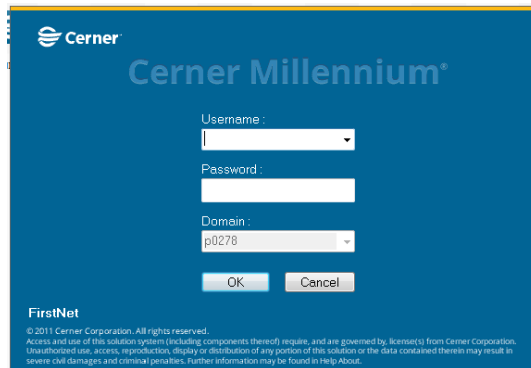 Cerner
Cerner Millennium®
Username :
Password :
Domain :
p0278
OK Cancel
FirstNet
© 2011 Cerner Corporation. All rights reserved.
Access and use of this solution system (including components thereof) require, and are governed by, license(s) from Cerner Corporation.
Unauthorized use, access, reproduction, display or distribution of any portion of this solution or the data contained therein may result in
severe civil damages and criminal penalties. Further information may be found in Help About.